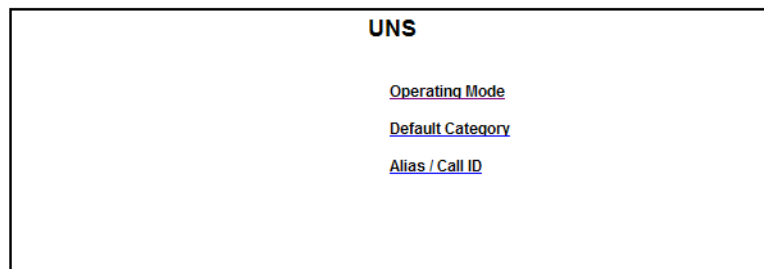 UNS
Operating Mode
Default Category
Alias / Call ID